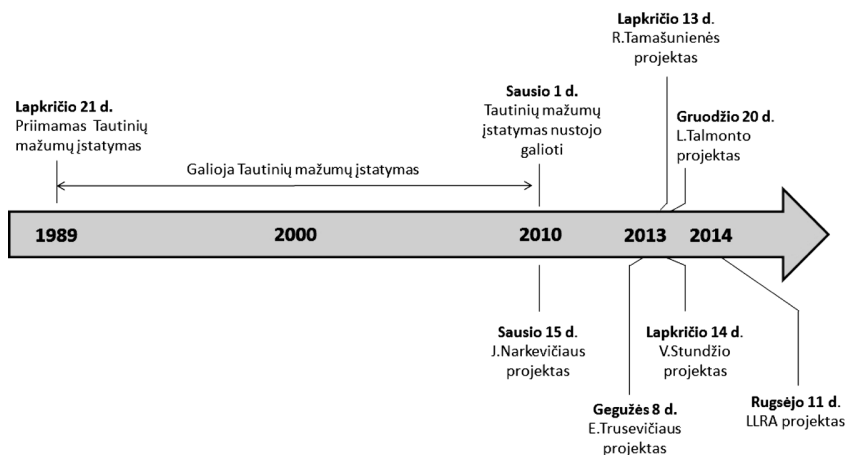 Lapkričio 13 d.
R.Tamašunienės
projektas
Lapkričio 21 d.
Priimamas Tautinių
mažumų įstatymas
Sausio 1 d.
Tautinių mažumų
įstatymas nustojo
galioti
Gruodžio 20 d.
L.Talmonto
projektas
Galioja Tautinių mažumų įstatymas
1989
2000
2010
2013
2014
Sausio 15 d.
J.Narkevičiaus
projektas
Lapkričio 14 d.
V.Stundžio
projektas
Gegužės 8 d.
E.Trusevičiaus
projektas
Rugsėjo 11 d.
LLRA projektas